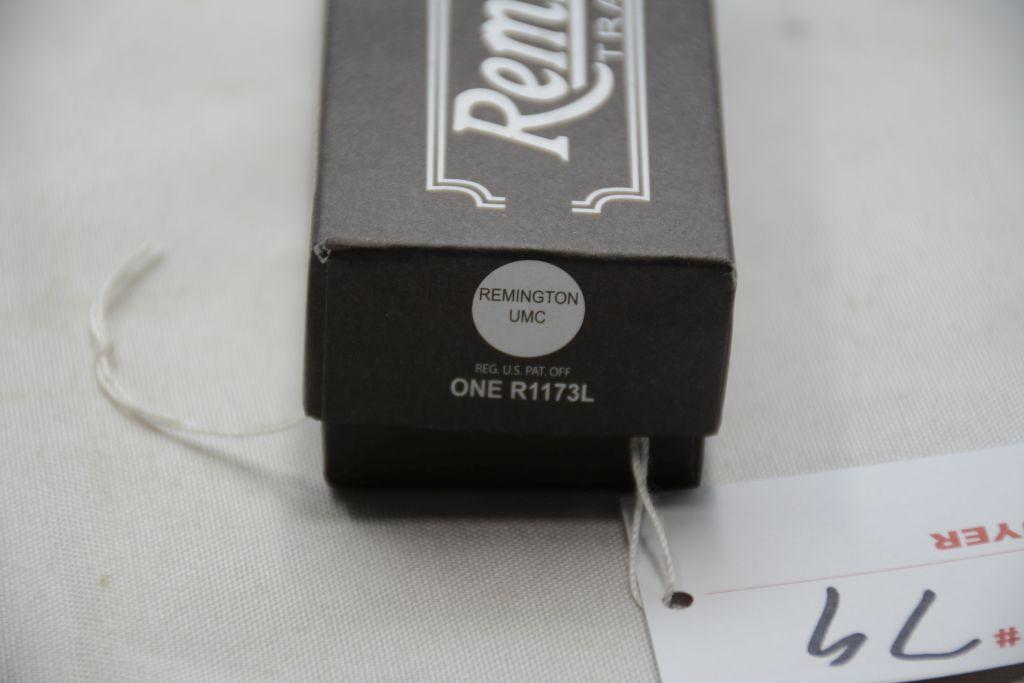 Rem
TRA
REMINGTON
UMC
REG. U.S. PAT. OFF
ONE R1173L
YER
# 74